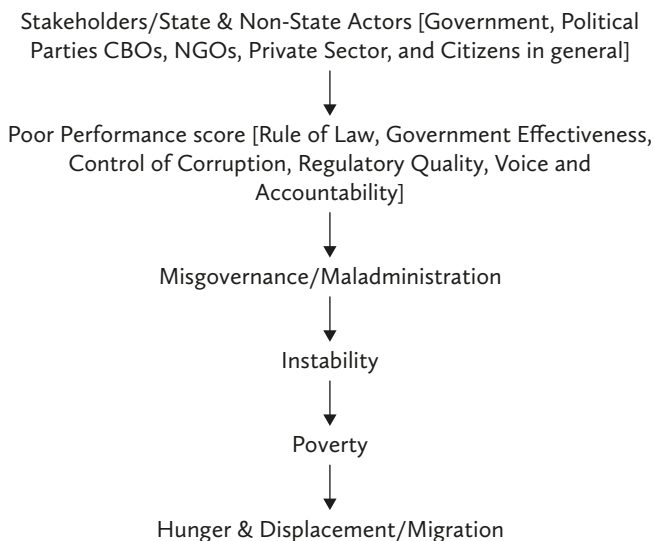 Stakeholders/State & Non-State Actors [Government, Political
Parties CBOs, NGOs, Private Sector, and Citizens in general]
Poor Performance score [Rule of Law, Government Effectiveness,
Control of Corruption, Regulatory Quality, Voice and
Accountability]
Misgovernance/Maladministration
Instability
Poverty
Hunger & Displacement/Migration